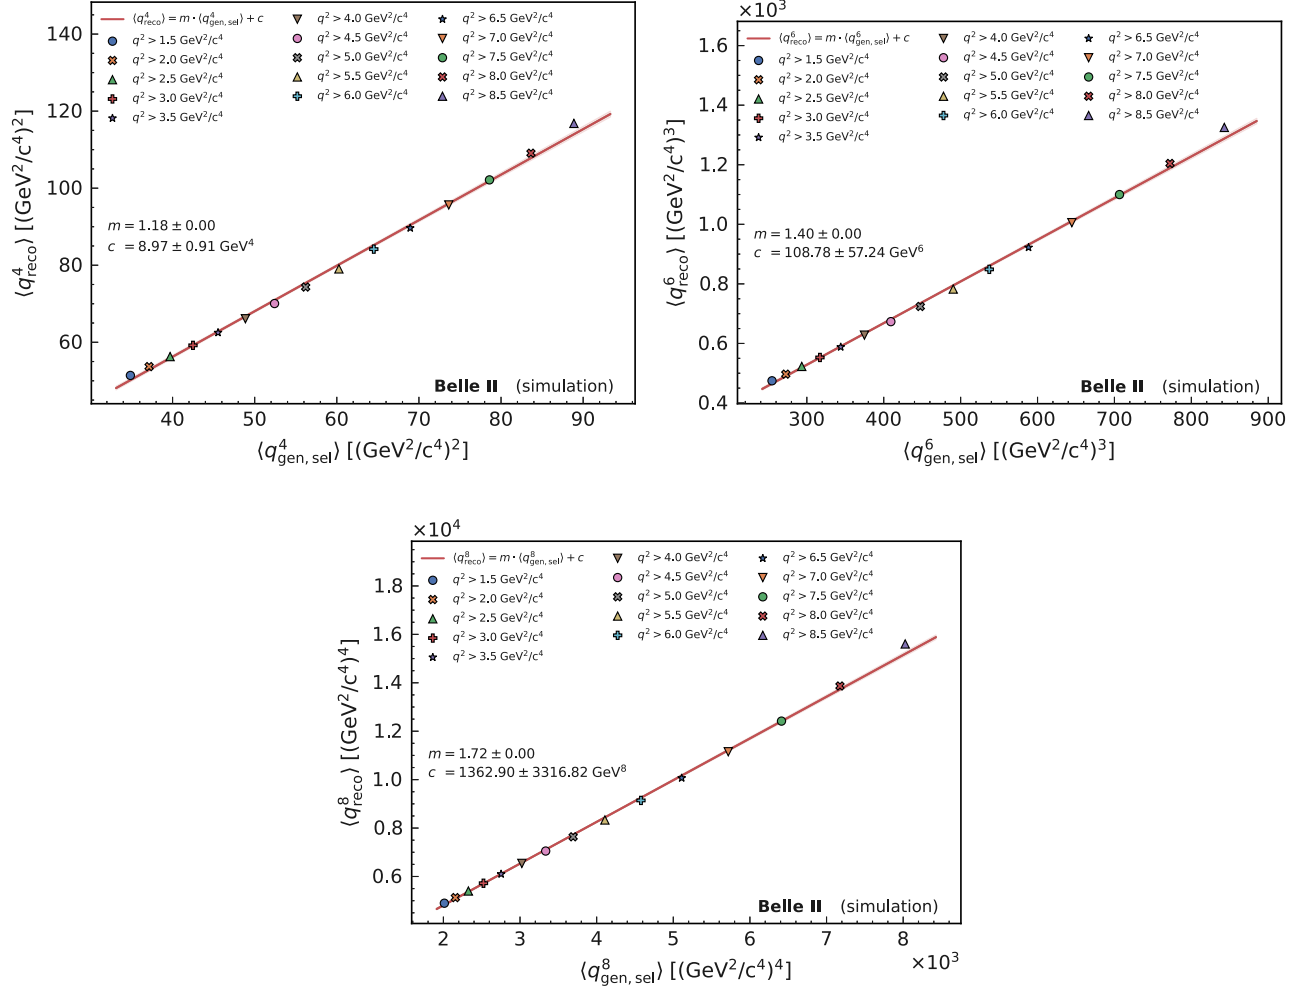 ⟨q⁴reco⟩ = m · ⟨q⁴gen, sel⟩ + c
q² > 1.5 GeV²/c⁴
q² > 2.0 GeV²/c⁴
q² > 2.5 GeV²/c⁴
q² > 3.0 GeV²/c⁴
q² > 3.5 GeV²/c⁴
q² > 4.0 GeV²/c⁴
q² > 4.5 GeV²/c⁴
q² > 5.0 GeV²/c⁴
q² > 5.5 GeV²/c⁴
q² > 6.0 GeV²/c⁴
q² > 6.5 GeV²/c⁴
q² > 7.0 GeV²/c⁴
q² > 7.5 GeV²/c⁴
q² > 8.0 GeV²/c⁴
q² > 8.5 GeV²/c⁴
140
120
100
80
60
⟨q⁴reco⟩ [(GeV²/c⁴)²]
m = 1.18 ± 0.00
c = 8.97 ± 0.91 GeV⁴
Belle II (simulation)
40 50 60 70 80 90
⟨q⁴gen, sel⟩ [(GeV²/c⁴)²]
×10³
⟨q⁶reco⟩ = m · ⟨q⁶gen, sel⟩ + c
q² > 1.5 GeV²/c⁴
q² > 2.0 GeV²/c⁴
q² > 2.5 GeV²/c⁴
q² > 3.0 GeV²/c⁴
q² > 3.5 GeV²/c⁴
q² > 4.0 GeV²/c⁴
q² > 4.5 GeV²/c⁴
q² > 5.0 GeV²/c⁴
q² > 5.5 GeV²/c⁴
q² > 6.0 GeV²/c⁴
q² > 6.5 GeV²/c⁴
q² > 7.0 GeV²/c⁴
q² > 7.5 GeV²/c⁴
q² > 8.0 GeV²/c⁴
q² > 8.5 GeV²/c⁴
1.6
1.4
1.2
1.0
0.8
0.6
0.4
⟨q⁶reco⟩ [(GeV²/c⁴)³]
m = 1.40 ± 0.00
c = 108.78 ± 57.24 GeV⁶
Belle II (simulation)
300 400 500 600 700 800 900
⟨q⁶gen, sel⟩ [(GeV²/c⁴)³]
×10⁴
⟨q⁸reco⟩ = m · ⟨q⁸gen, sel⟩ + c
q² > 1.5 GeV²/c⁴
q² > 2.0 GeV²/c⁴
q² > 2.5 GeV²/c⁴
q² > 3.0 GeV²/c⁴
q² > 3.5 GeV²/c⁴
q² > 4.0 GeV²/c⁴
q² > 4.5 GeV²/c⁴
q² > 5.0 GeV²/c⁴
q² > 5.5 GeV²/c⁴
q² > 6.0 GeV²/c⁴
q² > 6.5 GeV²/c⁴
q² > 7.0 GeV²/c⁴
q² > 7.5 GeV²/c⁴
q² > 8.0 GeV²/c⁴
q² > 8.5 GeV²/c⁴
1.8
1.6
1.4
1.2
1.0
0.8
0.6
⟨q⁸reco⟩ [(GeV²/c⁴)⁴]
m = 1.72 ± 0.00
c = 1362.90 ± 3316.82 GeV⁸
Belle II (simulation)
2 3 4 5 6 7 8
×10³
⟨q⁸gen, sel⟩ [(GeV²/c⁴)⁴]